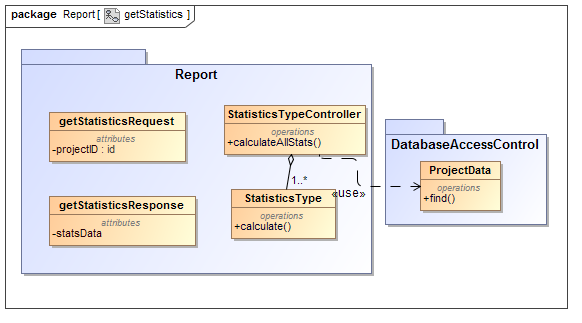 package Report [ getStatistics ]
Report
getStatisticsRequest
attributes
-projectID : id
StatisticsTypeController
operations
+calculateAllStats()
1..*
«use»
getStatisticsResponse
attributes
-statsData
StatisticsType
operations
+calculate()
DatabaseAccessControl
ProjectData
operations
+find()